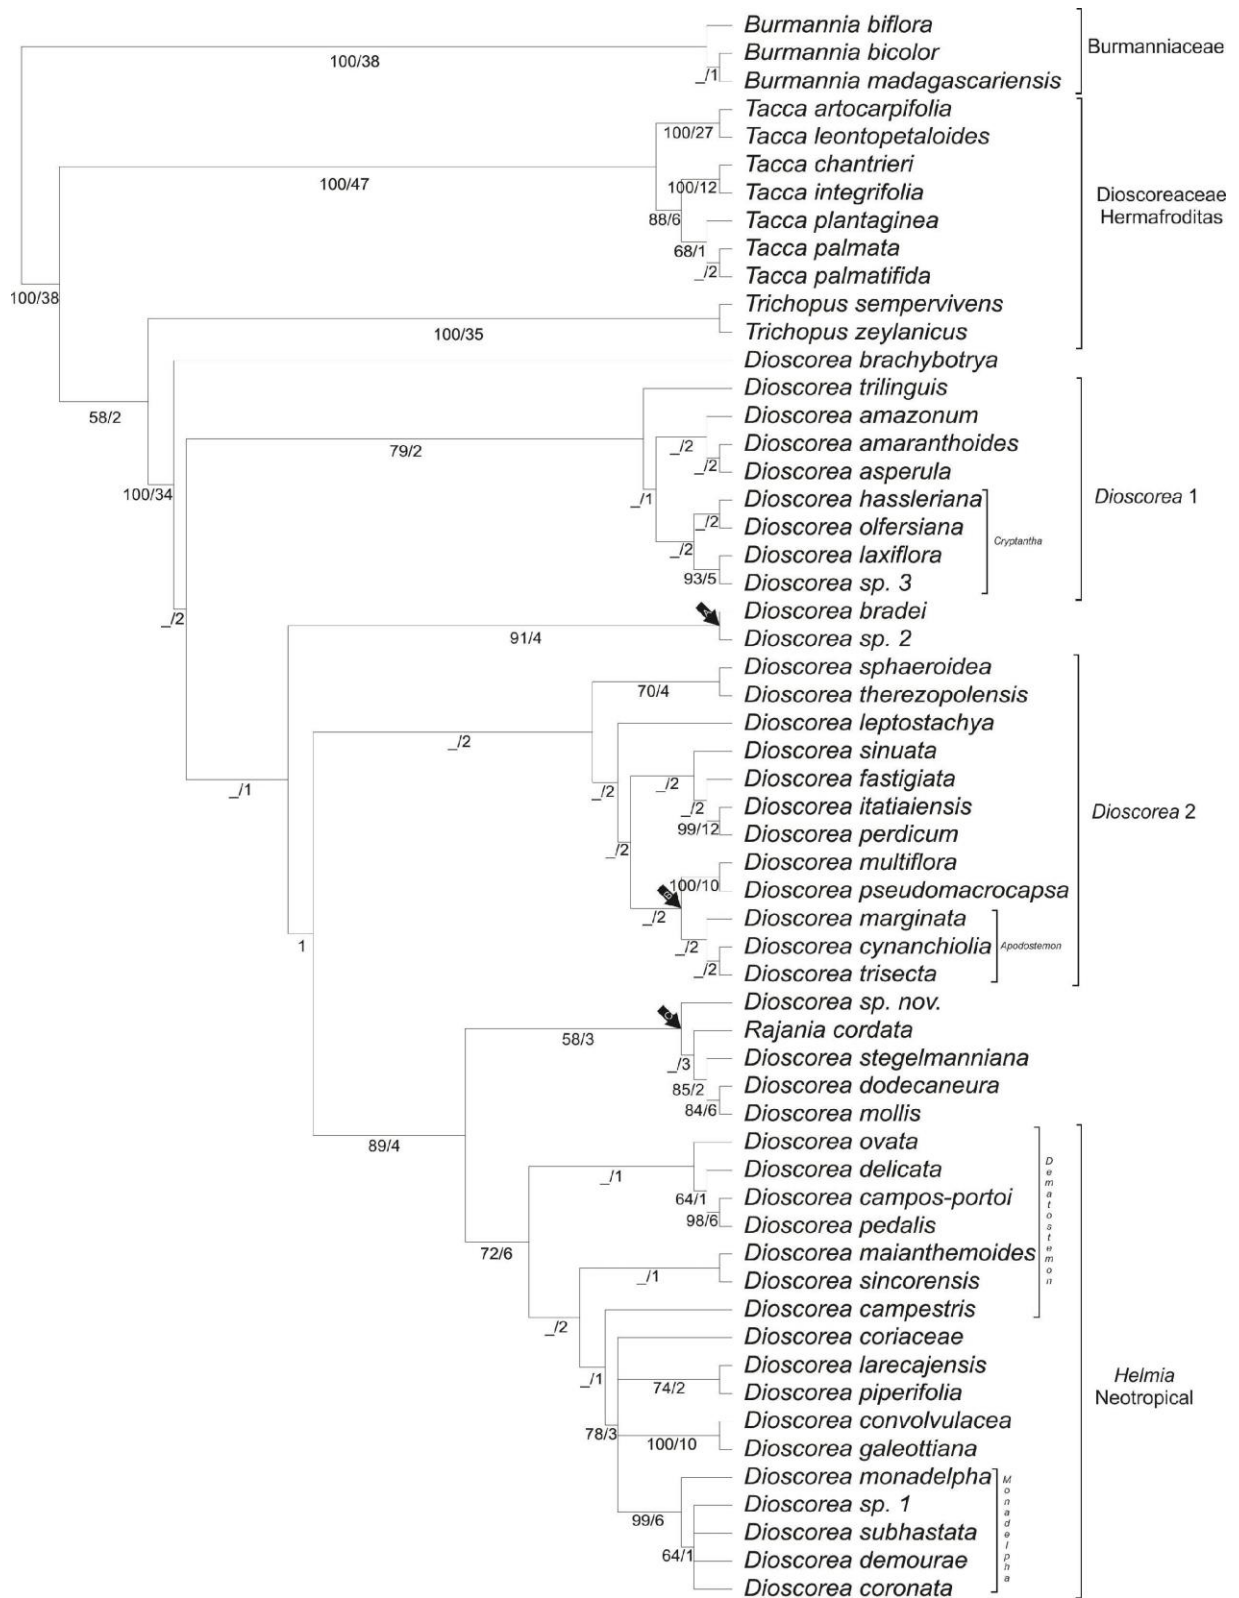 Burmannia biflora
Burmannia bicolor
Burmannia madagascariensis
Burmanniaceae
100/38
_/1
Tacca artocarpifolia
Tacca leontopetaloides
Tacca chantrieri
Tacca integrifolia
Tacca plantaginea
Tacca palmata
Tacca palmatifida
Trichopus sempervivens
Trichopus zeylanicus
Dioscoreaceae
Hermafroditas
100/27
100/47
100/12
88/6
68/1
_/2
100/38
100/35
58/2
Dioscorea brachybotrya
Dioscorea trilinguis
Dioscorea amazonum
Dioscorea amaranthoides
Dioscorea asperula
Dioscorea hassleriana
Dioscorea olfersiana
Dioscorea laxiflora
Dioscorea sp. 3
Cryptantha
Dioscorea 1
79/2
_/2
_/2
100/34
_/1
_/2
_/2
93/5
Dioscorea bradei
Dioscorea sp. 2
A
_/2
91/4
Dioscorea sphaeroidea
Dioscorea therezopolensis
Dioscorea leptostachya
Dioscorea sinuata
Dioscorea fastigiata
Dioscorea itatiaiensis
Dioscorea perdicum
Dioscorea multiflora
Dioscorea pseudomacrocapsa
Dioscorea marginata
Dioscorea cynanchiolia
Dioscorea trisecta
Apodostemon
Dioscorea 2
70/4
_/2
_/2
_/1
_/2
_/2
99/12
_/2
100/10
B
_/2
_/2
_/2
1
Dioscorea sp. nov.
Rajania cordata
Dioscorea stegelmanniana
Dioscorea dodecaneura
Dioscorea mollis
C
58/3
_/3
85/2
84/6
89/4
Dioscorea ovata
Dioscorea delicata
Dioscorea campos-portoi
Dioscorea pedalis
Dioscorea maianthemoides
Dioscorea sincorensis
Dioscorea campestris
Dematostemon
Dioscorea coriaceae
Dioscorea larecajensis
Dioscorea piperifolia
Dioscorea convolvulacea
Dioscorea galeottiana
Dioscorea monadelpha
Dioscorea sp. 1
Dioscorea subhastata
Dioscorea demourae
Dioscorea coronata
Monadelpha
Helmia
Neotropical
_/1
64/1
98/6
72/6
_/1
_/2
_/1
74/2
78/3
100/10
99/6
64/1